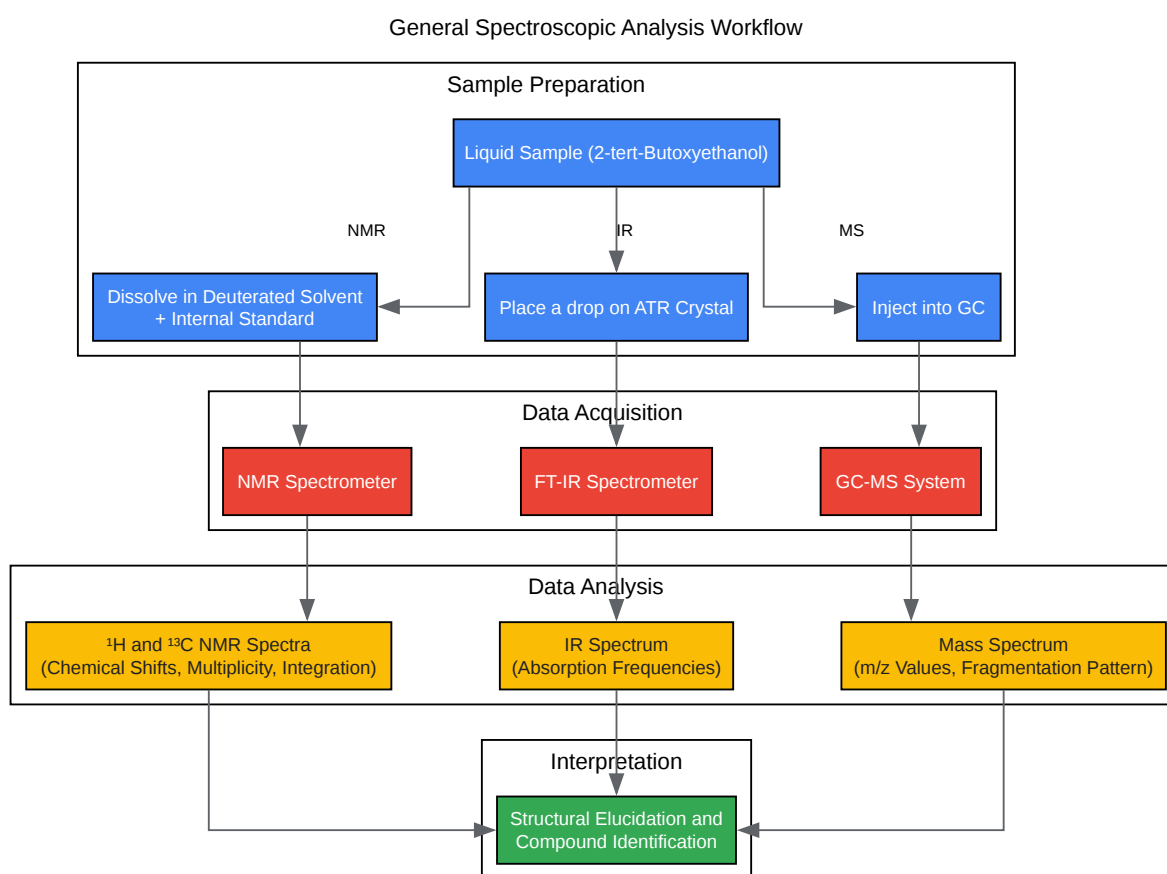 General Spectroscopic Analysis Workflow
Sample Preparation
Liquid Sample (2-tert-Butoxyethanol)
NMR
IR
MS
Dissolve in Deuterated Solvent
+ Internal Standard
Place a drop on ATR Crystal
Inject into GC
Data Acquisition
NMR Spectrometer
FT-IR Spectrometer
GC-MS System
Data Analysis
¹H and ¹³C NMR Spectra
(Chemical Shifts, Multiplicity, Integration)
IR Spectrum
(Absorption Frequencies)
Mass Spectrum
(m/z Values, Fragmentation Pattern)
Interpretation
Structural Elucidation and
Compound Identification